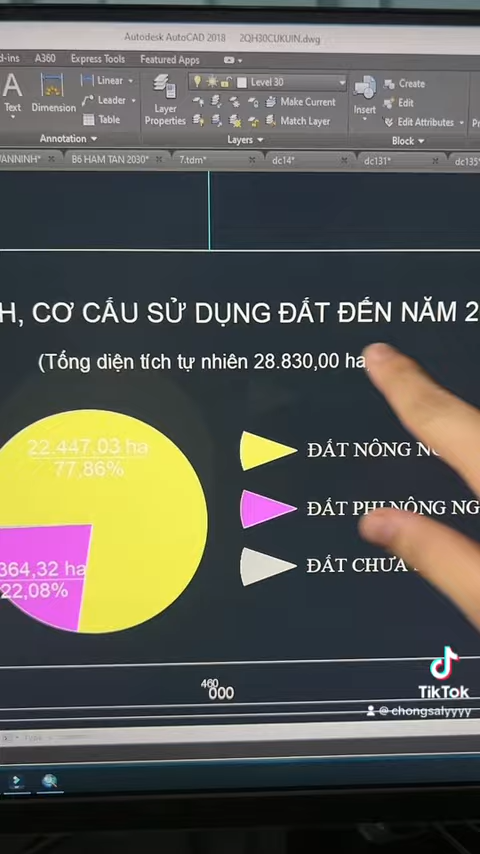 Autodesk AutoCAD 2018 2QH30CUKUIN.dwg
A360 Express Tools Featured Apps
Linear
Level 30
Create
Leader
Make Current
Edit
Text Dimension
Table
Layer Properties
Match Layer
Insert
Edit Attributes
Annotation Layers Block
B6 HAM TAN 2030* 7.tdm* dc14* dc131*
CƠ CẤU SỬ DỤNG ĐẤT ĐẾN NĂM 2
(Tổng diện tích tự nhiên 28.830,00 ha
22.447,03 ha
77,86%
ĐẤT NÔNG
ĐẤT PHI NÔNG NG
364,32 ha
22,08%
ĐẤT CHƯA
460
000
TikTok
@chongsalyyyy